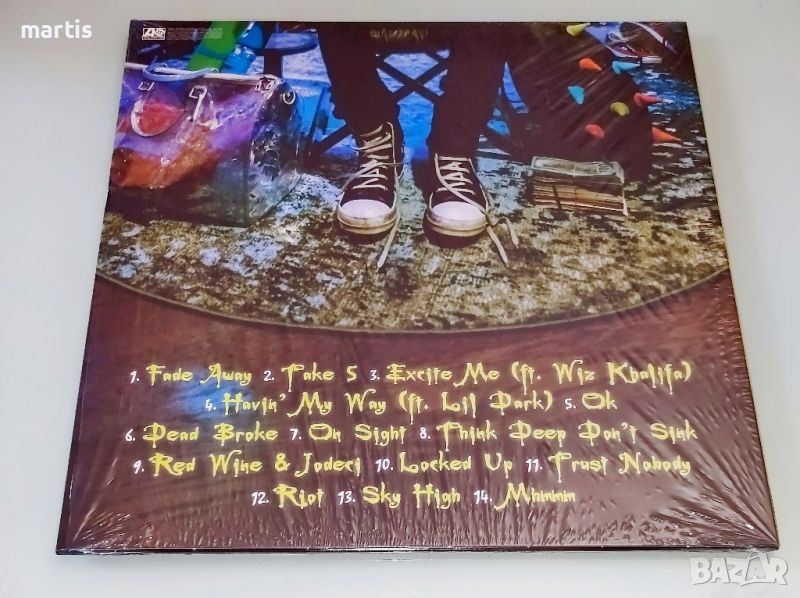 martis
1. Fade Away 2. Take 5 3. Excite Me (ft. Wiz Khalifa)
4. Havin' My Way (ft. Lil Dark) 5. Ok
6. Dead Broke 7. On Sight 8. Think Deep Don't Sink
9. Red Wine & Jodeci 10. Locked Up 11. Trust Nobody
12. Riot 13. Sky High 14. Mhmmm
BAZAR